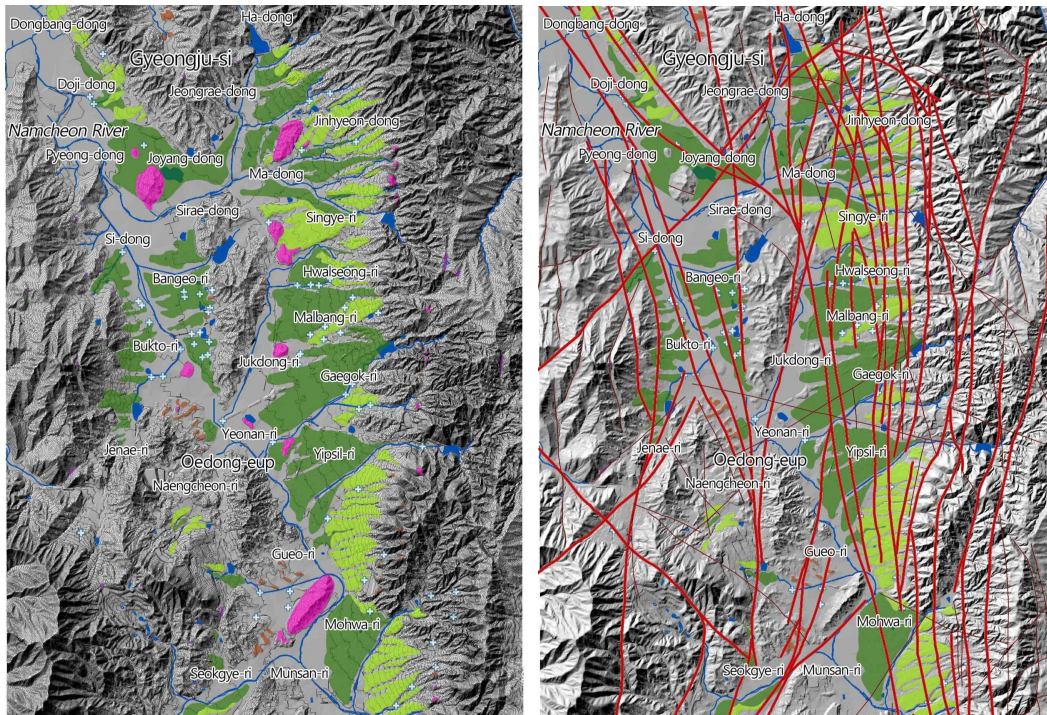 Dongbang-dong
Ha-dong
Gyeongju-si
Doji-dong
Jeongrae-dong
Jinhyeon-dong
Namcheon River
Pyeong-dong
Joyang-dong
Ma-dong
Sirae-dong
Singye-ri
Si-dong
Bangeo-ri
Hwalseong-ri
Malbang-ri
Bukto-ri
Jukdong-ri
Gaegok-ri
Yeonan-ri
Jenae-ri
Oedong-eup
Yipsil-ri
Naengcheon-ri
Gueo-ri
Mohwa-ri
Seokgye-ri
Munsan-ri
Dongbang-dong
Ha-dong
Gyeongju-si
Doji-dong
Jeongrae-dong
Jinhyeon-dong
Namcheon River
Pyeong-dong
Joyang-dong
Ma-dong
Sirae-dong
Singye-ri
Si-dong
Bangeo-ri
Hwalseong-ri
Malbang-ri
Bukto-ri
Jukdong-ri
Gaegok-ri
Yeonan-ri
Jenae-ri
Oedong-eup
Yipsil-ri
Naengcheon-ri
Gueo-ri
Mohwa-ri
Seokgye-ri
Munsan-ri